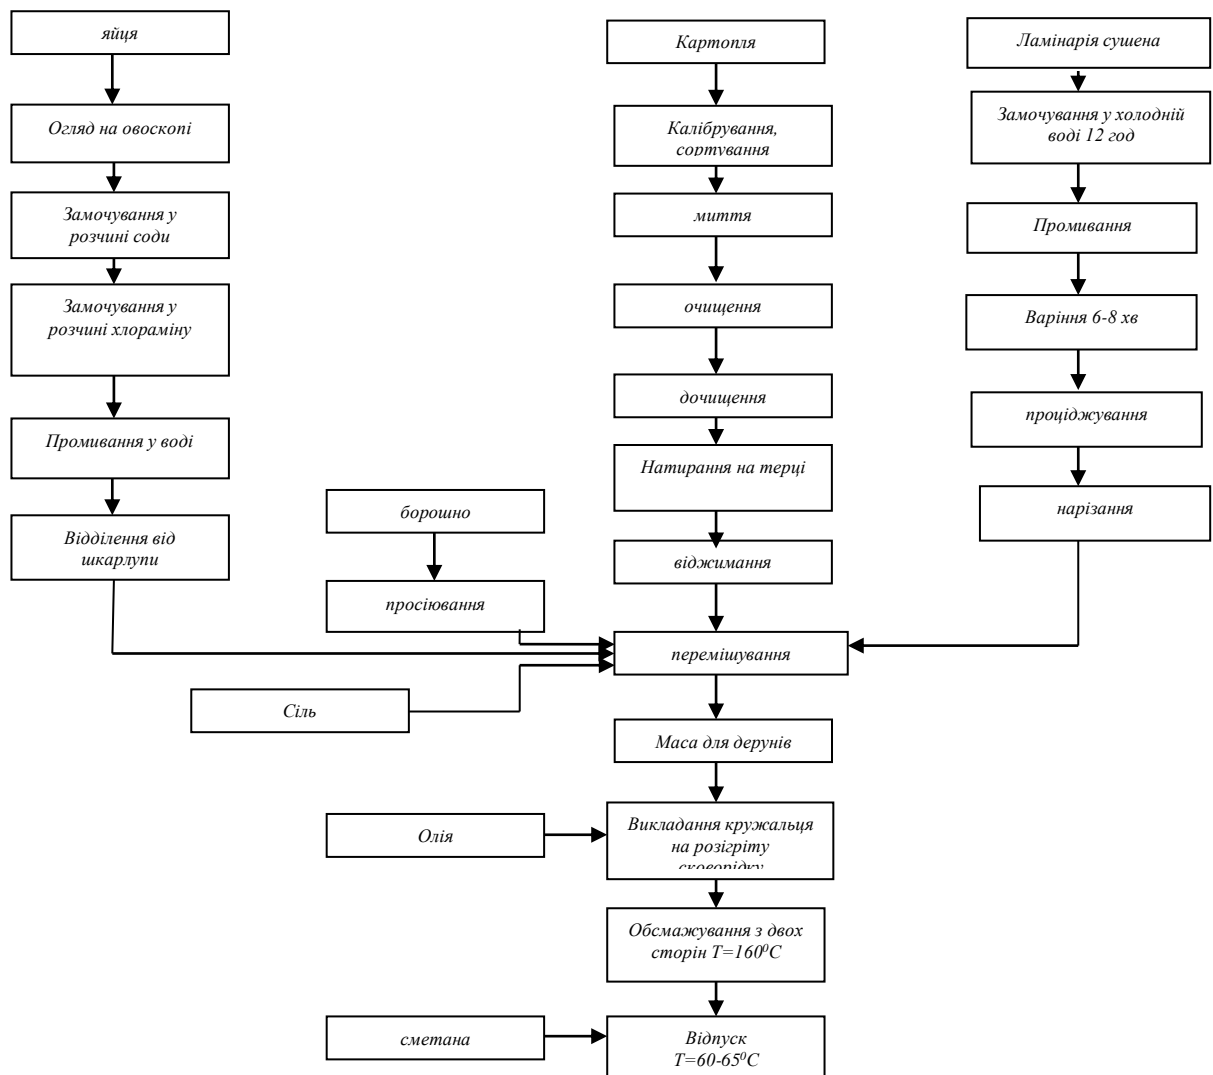 яйця
Огляд на овоскопі
Замочування у
розчині соди
Замочування у
розчині хлораміну
Промивання у воді
Відділення від
шкарлупи
борошно
просіювання
Сіль
Картопля
Калібрування,
сортування
миття
очищення
дочищення
Натирання на терці
віджимання
перемішування
Маса для дерунів
Олія
Викладання кружальця
на розігріту
сковорідку
Обсмажування з двох
сторін Т=160⁰С
сметана
Відпуск
Т=60-65⁰С
Ламінарія сушена
Замочування у холодній
воді 12 год
Промивання
Варіння 6-8 хв
проціджування
нарізання